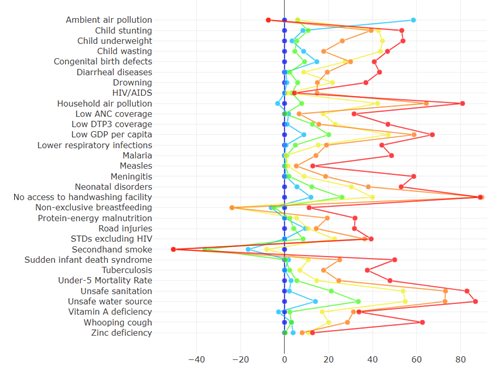 Ambient air pollution
Child stunting
Child underweight
Child wasting
Congenital birth defects
Diarrheal diseases
Drowning
HIV/AIDS
Household air pollution
Low ANC coverage
Low DTP3 coverage
Low GDP per capita
Lower respiratory infections
Malaria
Measles
Meningitis
Neonatal disorders
No access to handwashing facility
Non-exclusive breastfeeding
Protein-energy malnutrition
Road injuries
STDs excluding HIV
Secondhand smoke
Sudden infant death syndrome
Tuberculosis
Under-5 Mortality Rate
Unsafe sanitation
Unsafe water source
Vitamin A deficiency
Whooping cough
Zinc deficiency
−40 −20 0 20 40 60 80